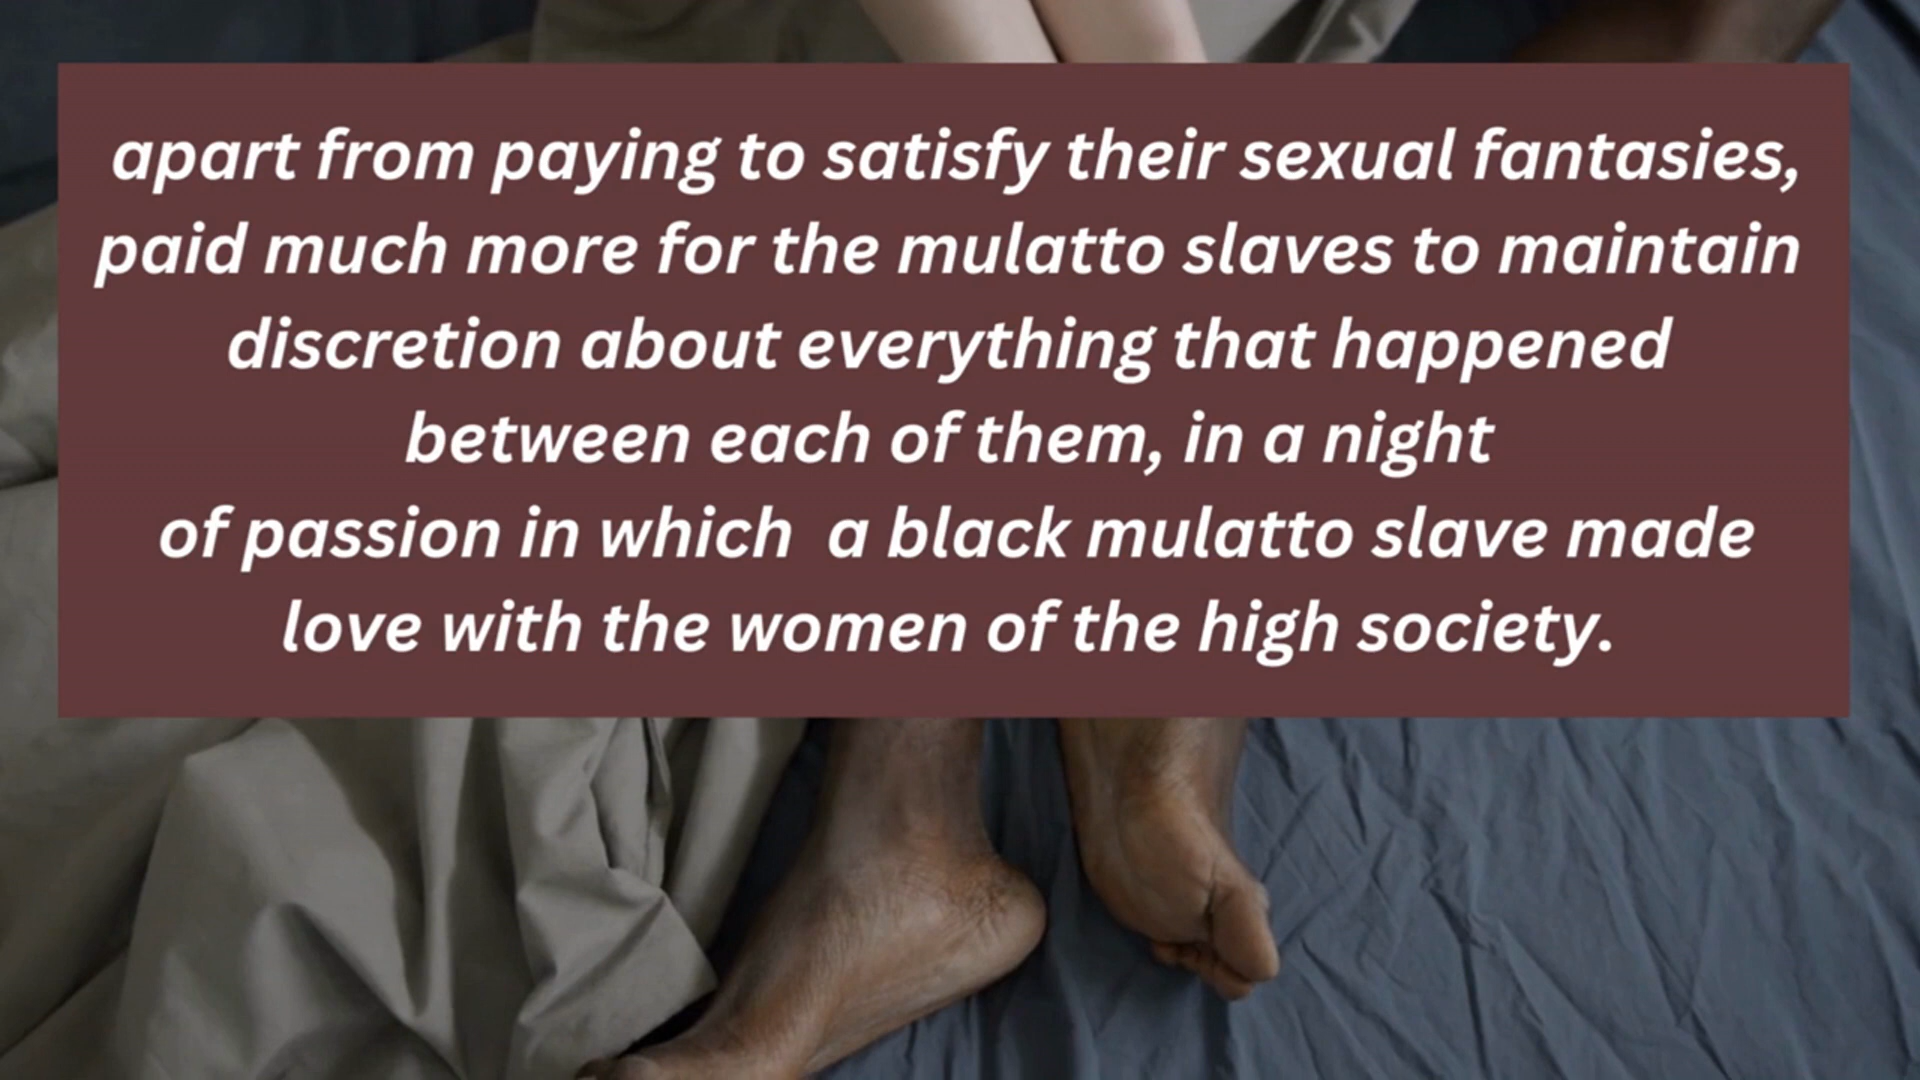 apart from paying to satisfy their sexual fantasies,
paid much more for the mulatto slaves to maintain
discretion about everything that happened
between each of them, in a night
of passion in which  a black mulatto slave made
love with the women of the high society.